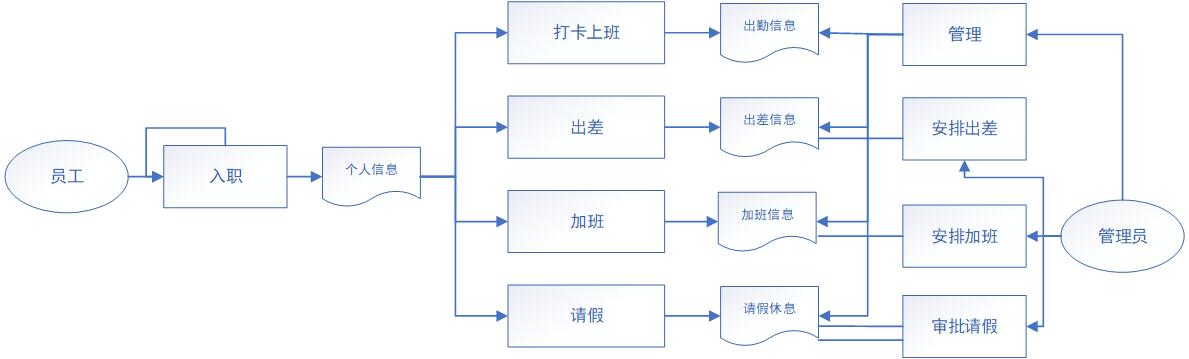 打卡上班
出勤信息
管理
出差
出差信息
安排出差
员工
入职
个人信息
加班
加班信息
安排加班
管理员
请假
请假休息
审批请假